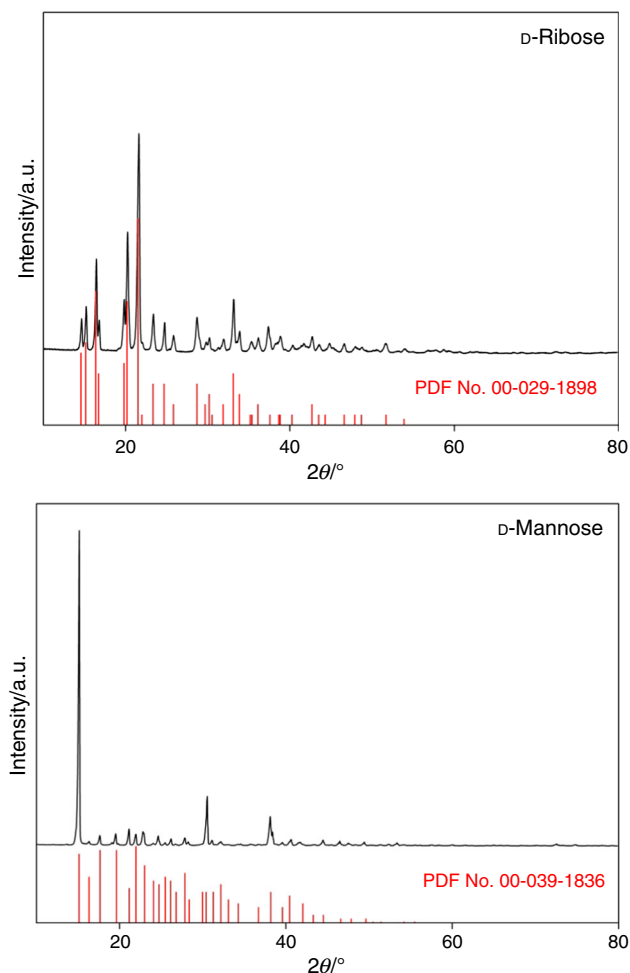 D-Ribose
Intensity/a.u.
PDF No. 00-029-1898
20
40
60
80
2θ/°
D-Mannose
Intensity/a.u.
PDF No. 00-039-1836
20
40
60
80
2θ/°